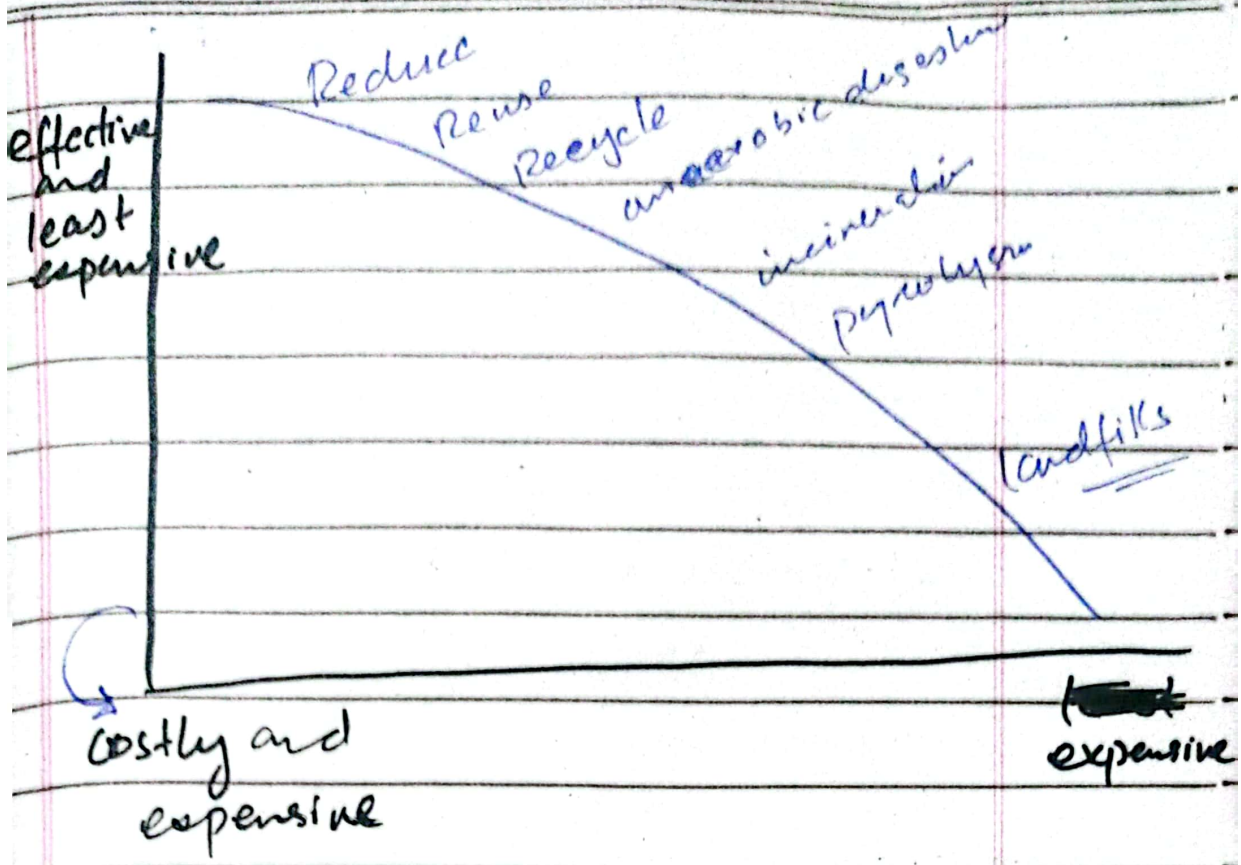 Reduce
Reuse
Recycle
anaerobic digestion
incineration
pyrolysis
landfills
effective
and
least
expensive
costly and
expensive
expensive